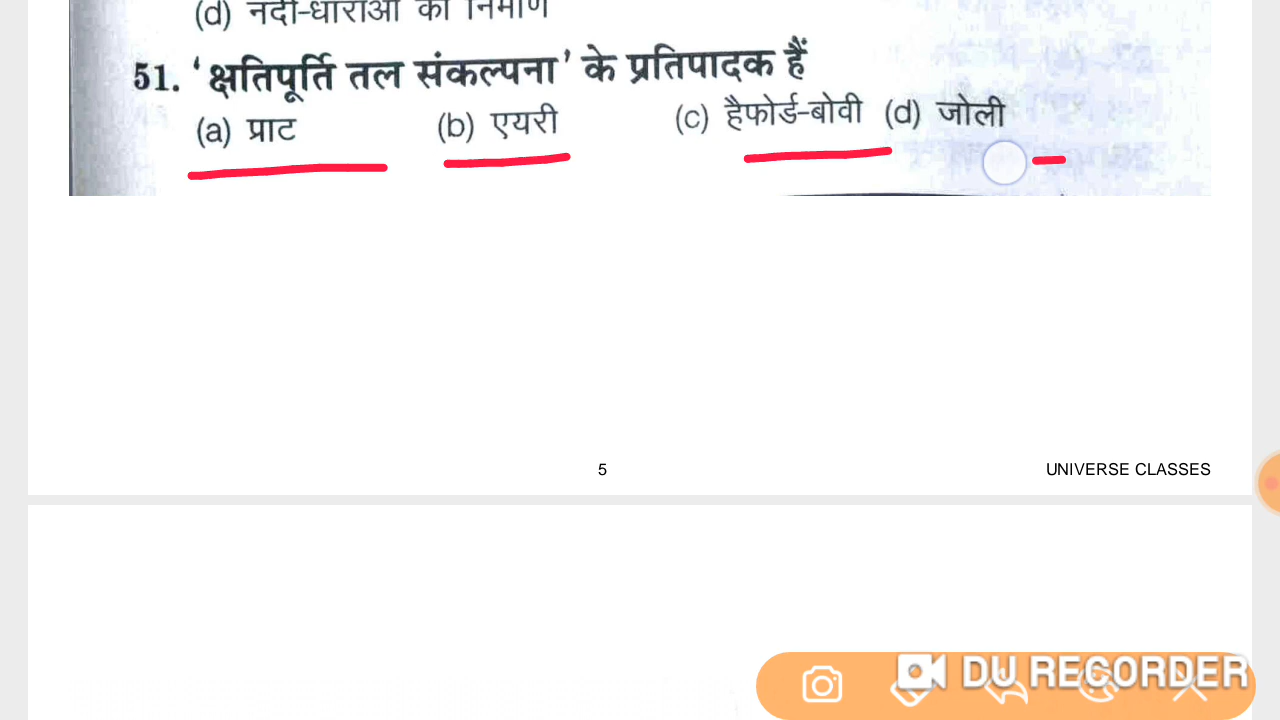 (d) नदी-धाराओं का निर्माण
51. 'क्षतिपूर्ति तल संकल्पना' के प्रतिपादक हैं
(a) प्राट (b) एयरी (c) हैफोर्ड-बोवी (d) जोली
5 UNIVERSE CLASSES
DU RECORDER